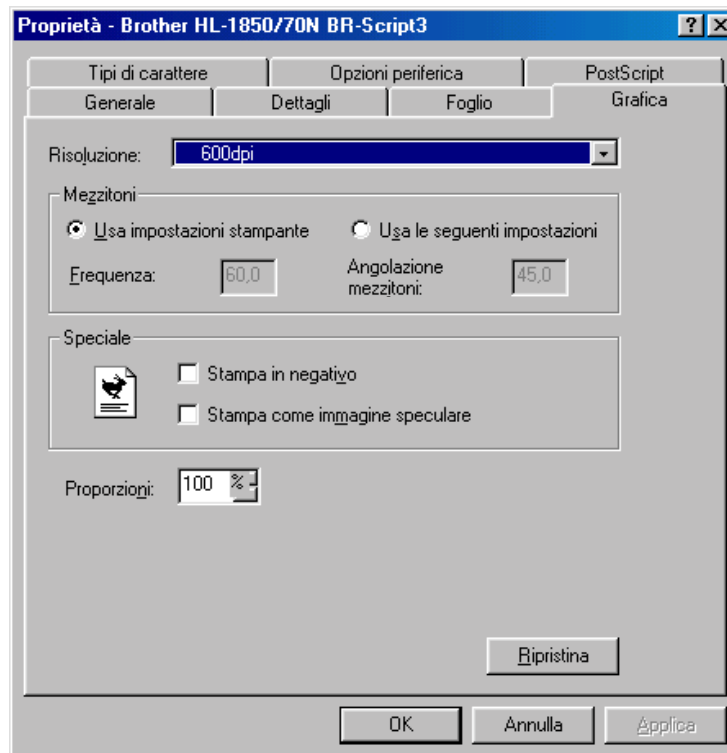 Proprietà - Brother HL-1850/70N BR-Script3
Tipi di carattere Opzioni periferica PostScript
Generale Dettagli Foglio Grafica
Risoluzione: 600dpi
Mezzitoni
Usa impostazioni stampante Usa le seguenti impostazioni
Frequenza: 60,0 Angolazione mezzitoni: 45,0
Speciale
Stampa in negativo
Stampa come immagine speculare
Proporzioni: 100 %
Ripristina
OK Annulla Applica